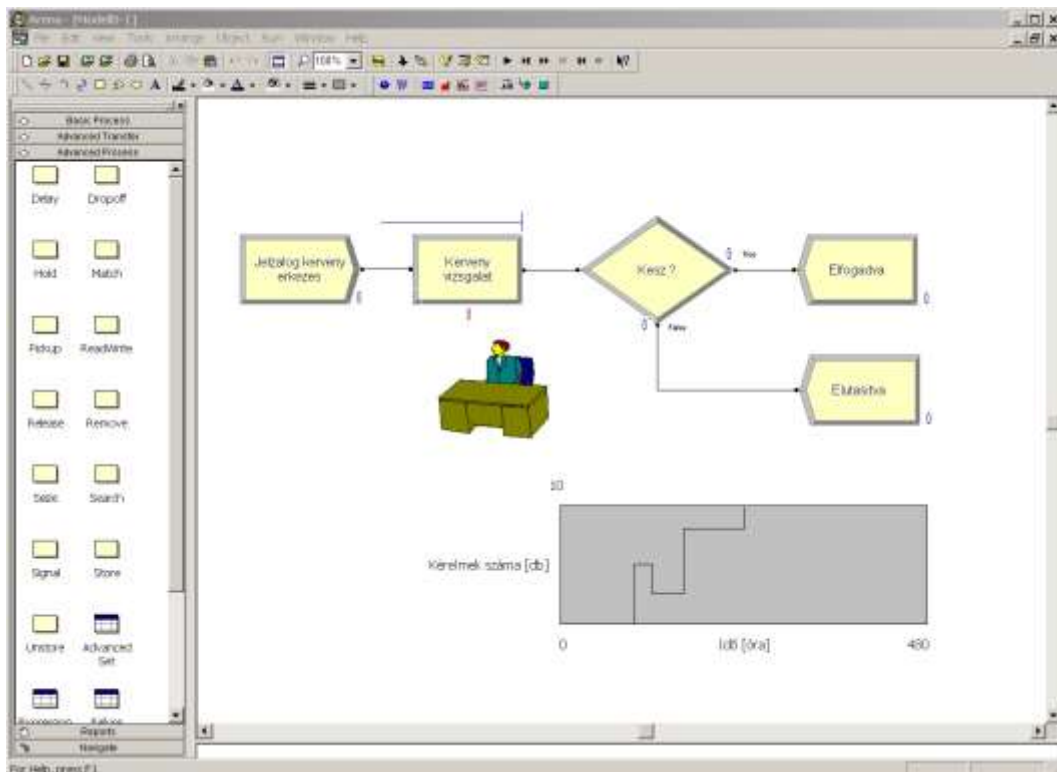 Arena - [Modell5-1]
File Edit View Tools Arrange Object Run Window Help
100%
Basic Process
Advanced Transfer
Advanced Process
Delay Dropoff
Hold Match
Pickup ReadWrite
Release Remove
Seize Search
Signal Store
Unstore Advanced
Set
Reports
Navigate
Jelzalog kerveny
erkezes
0
Kerveny
vizsgalat
0
Kesz ?
0 True
0 False
Elfogadva
0
Elutasitva
0
10
Kérelmek száma [db]
0 Idő [óra] 480
For Help, press F1